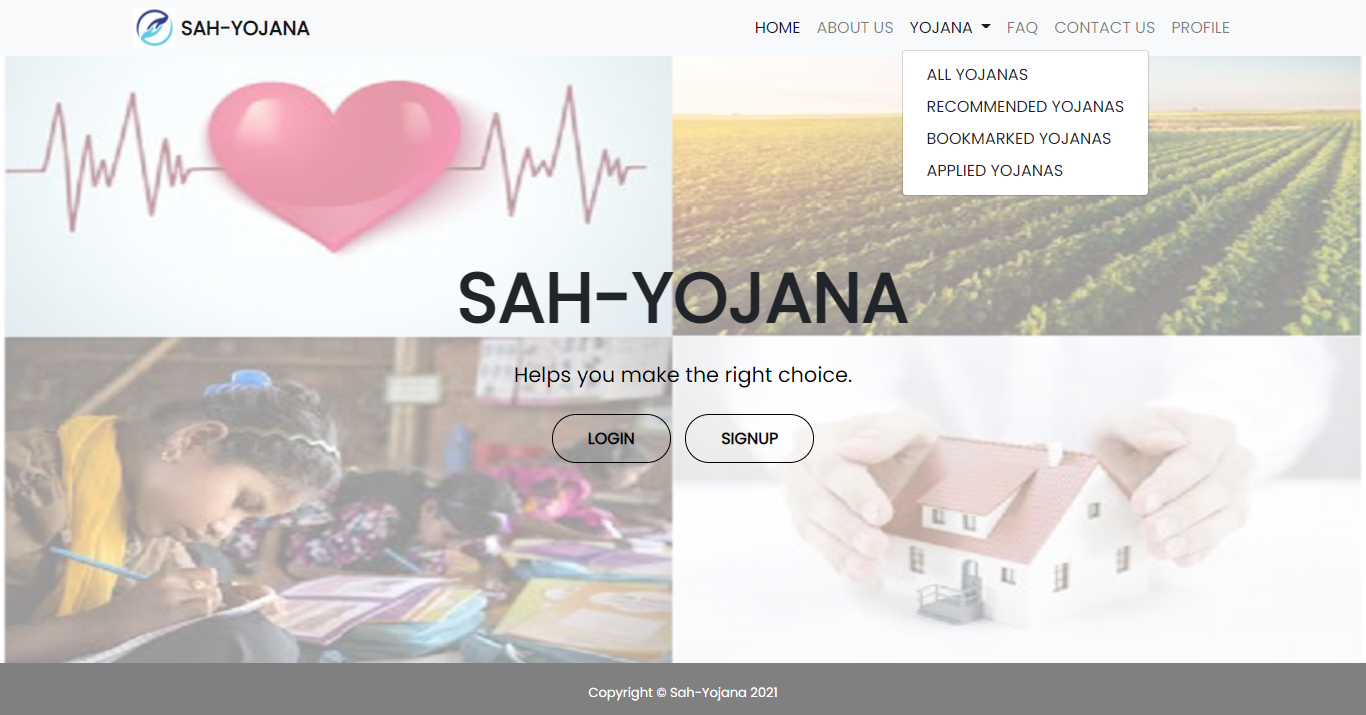 SAH-YOJANA
HOME ABOUT US YOJANA FAQ CONTACT US PROFILE
ALL YOJANAS
RECOMMENDED YOJANAS
BOOKMARKED YOJANAS
APPLIED YOJANAS
SAH-YOJANA
Helps you make the right choice.
LOGIN SIGNUP
Copyright © Sah-Yojana 2021